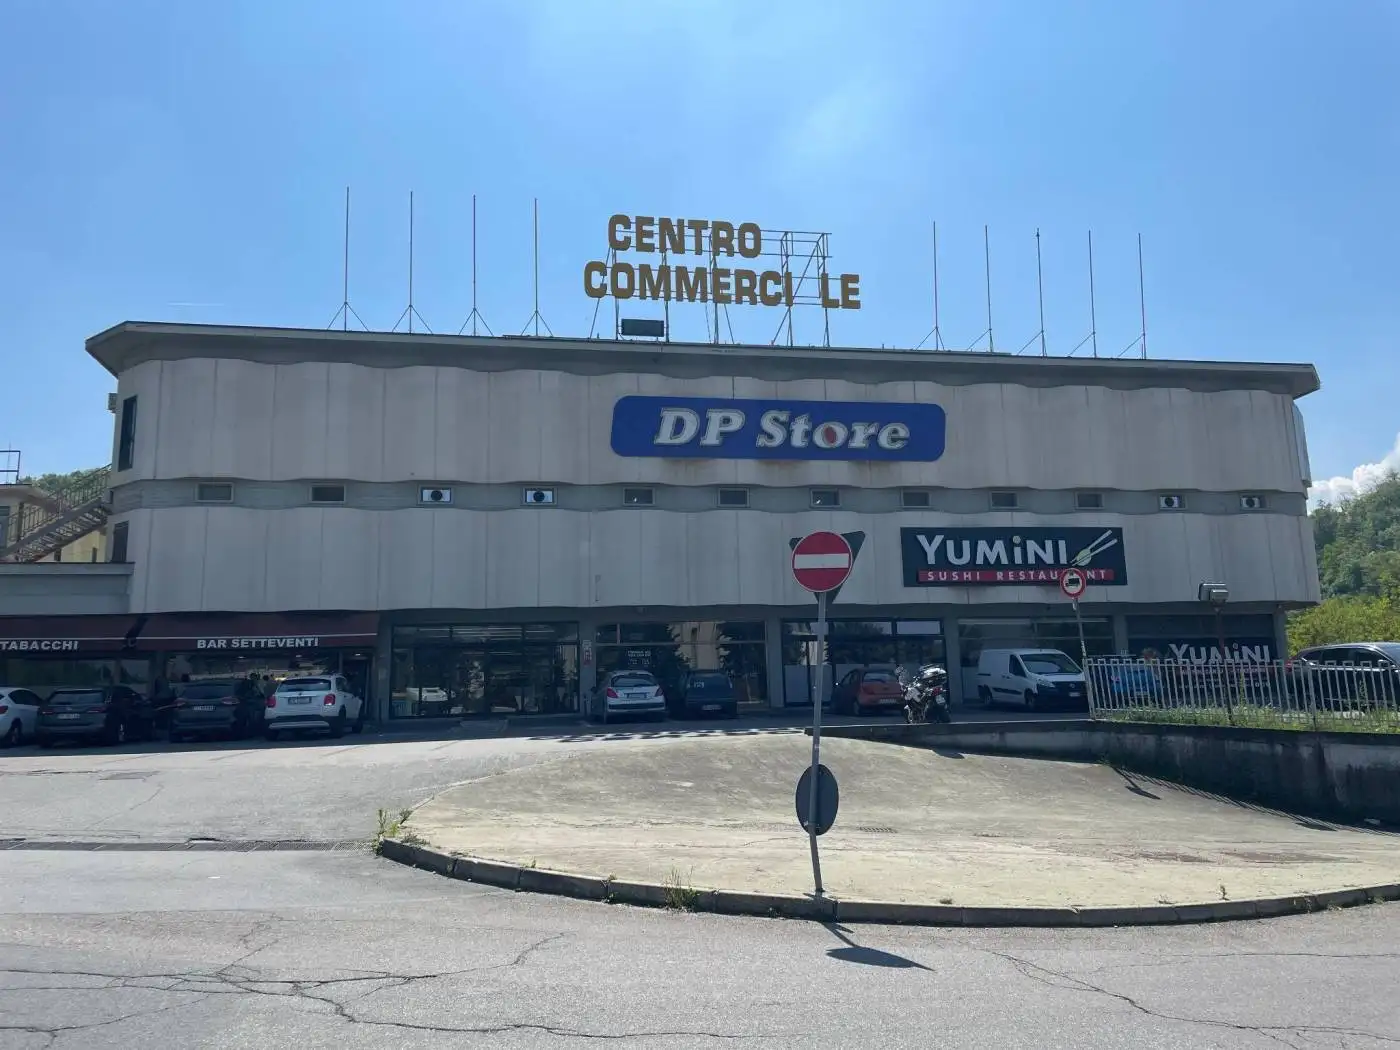 CENTRO
COMMERCI LE
DP Store
YUMiNI
SUSHI RESTAURANT
TABACCHI
BAR SETTEVENTI
YUMiNI